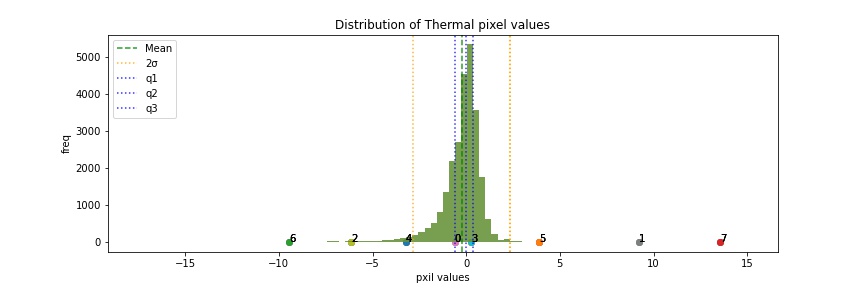 Distribution of Thermal pixel values
freq
5000
4000
3000
2000
1000
0
Mean
2σ
q1
q2
q3
6 2 4 0 3 5 1 7
−15 −10 −5 0 5 10 15
pxil values